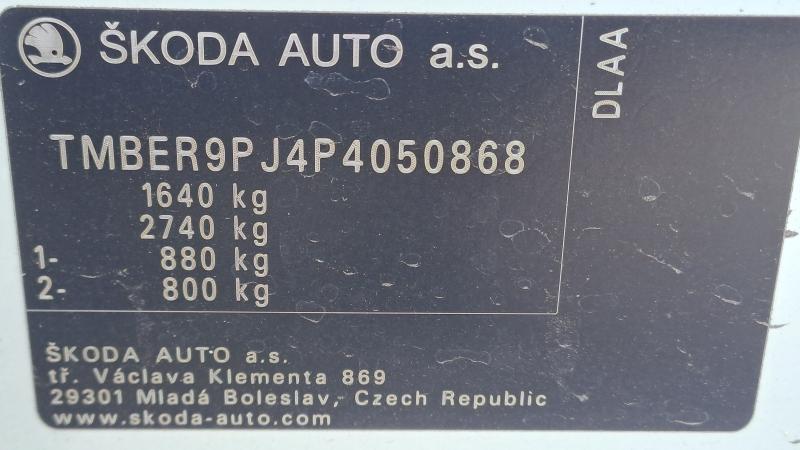 ŠKODA AUTO a.s.
DLAA
TMBER9PJ4P4050868
1640 kg
2740 kg
1- 880 kg
2- 800 kg
ŠKODA AUTO a.s.
tř. Václava Klementa 869
29301 Mladá Boleslav, Czech Republic
www.skoda-auto.com